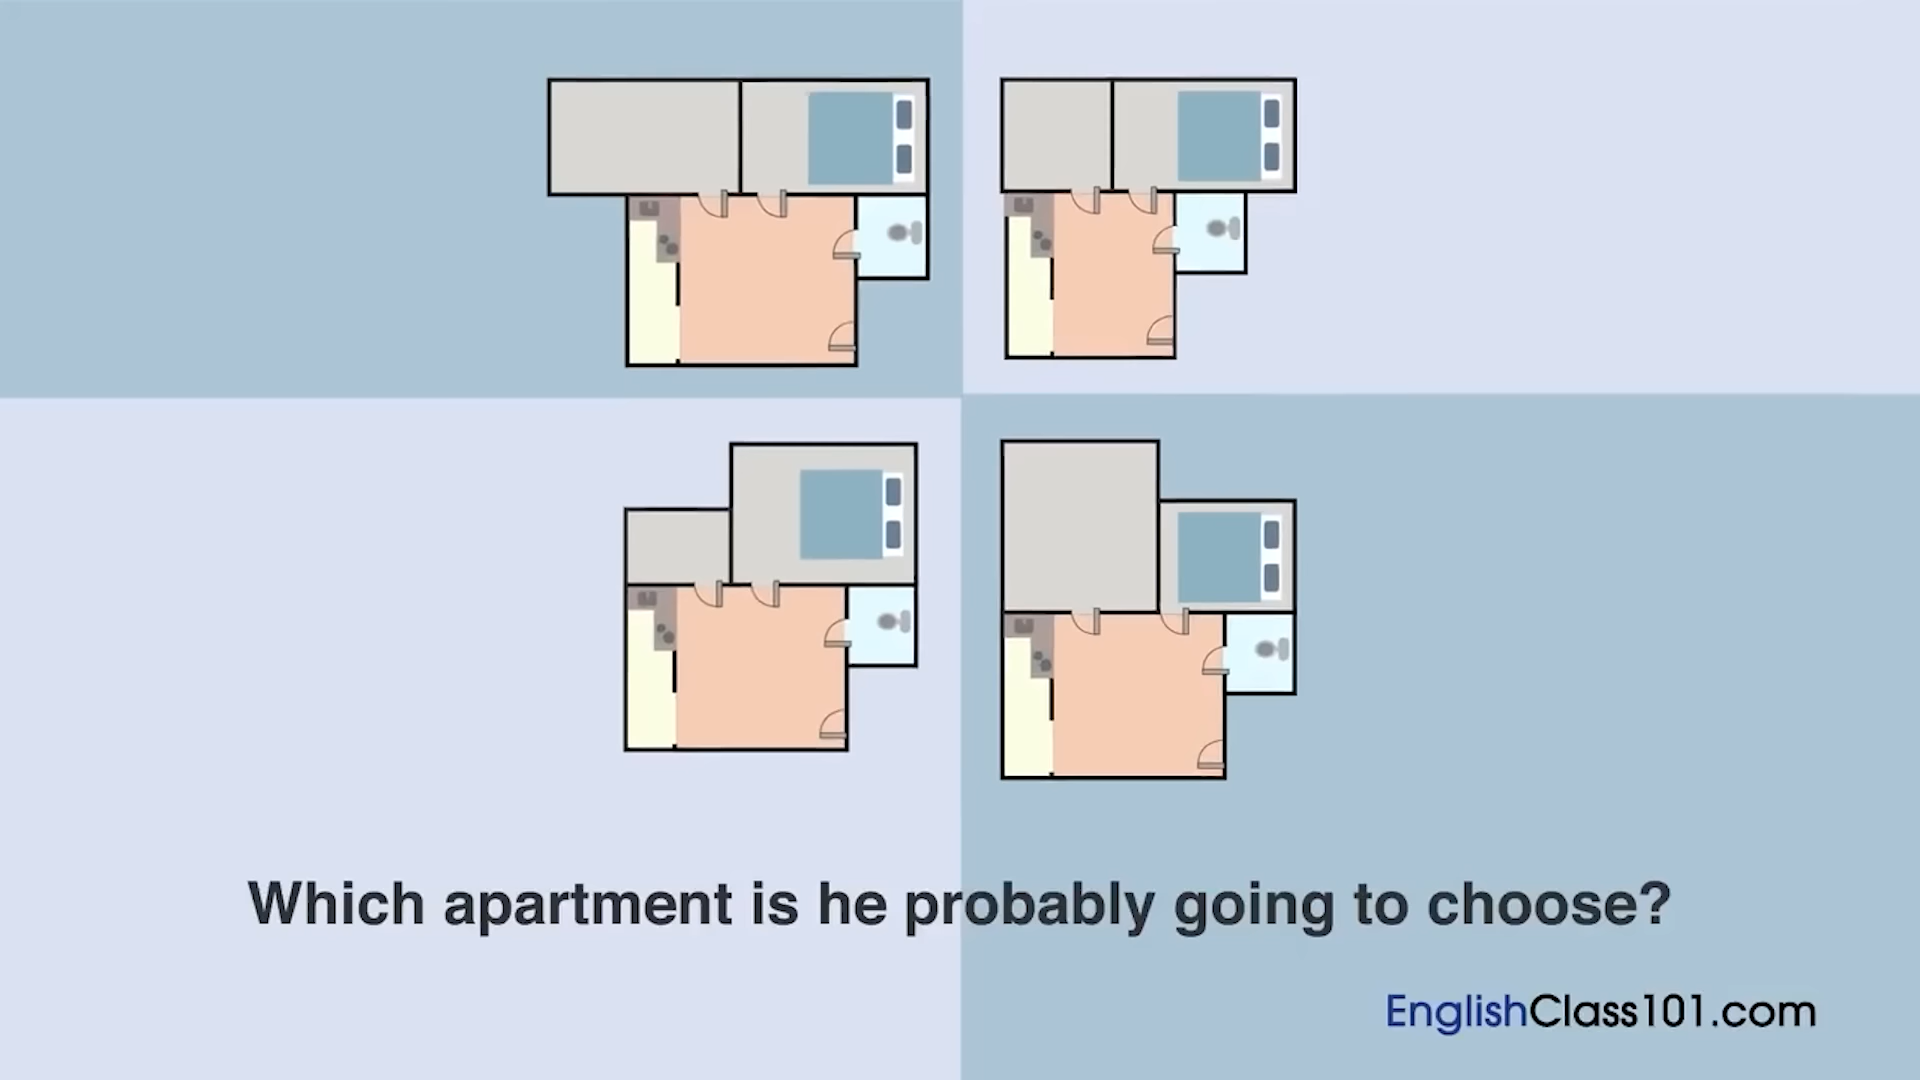 Which apartment is he probably going to choose?
EnglishClass101.com